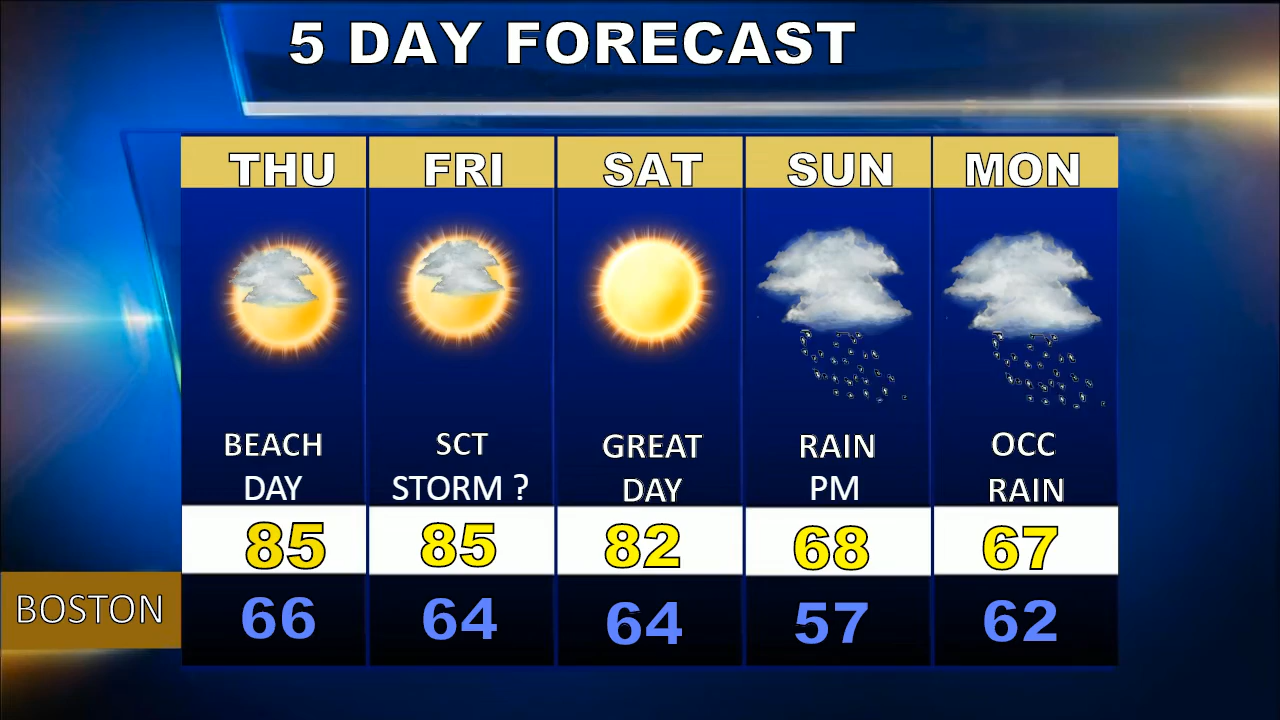 5 DAY FORECAST
THU FRI SAT SUN MON
BEACH SCT GREAT RAIN OCC
DAY STORM ? DAY PM RAIN
85 85 82 68 67
BOSTON 66 64 64 57 62